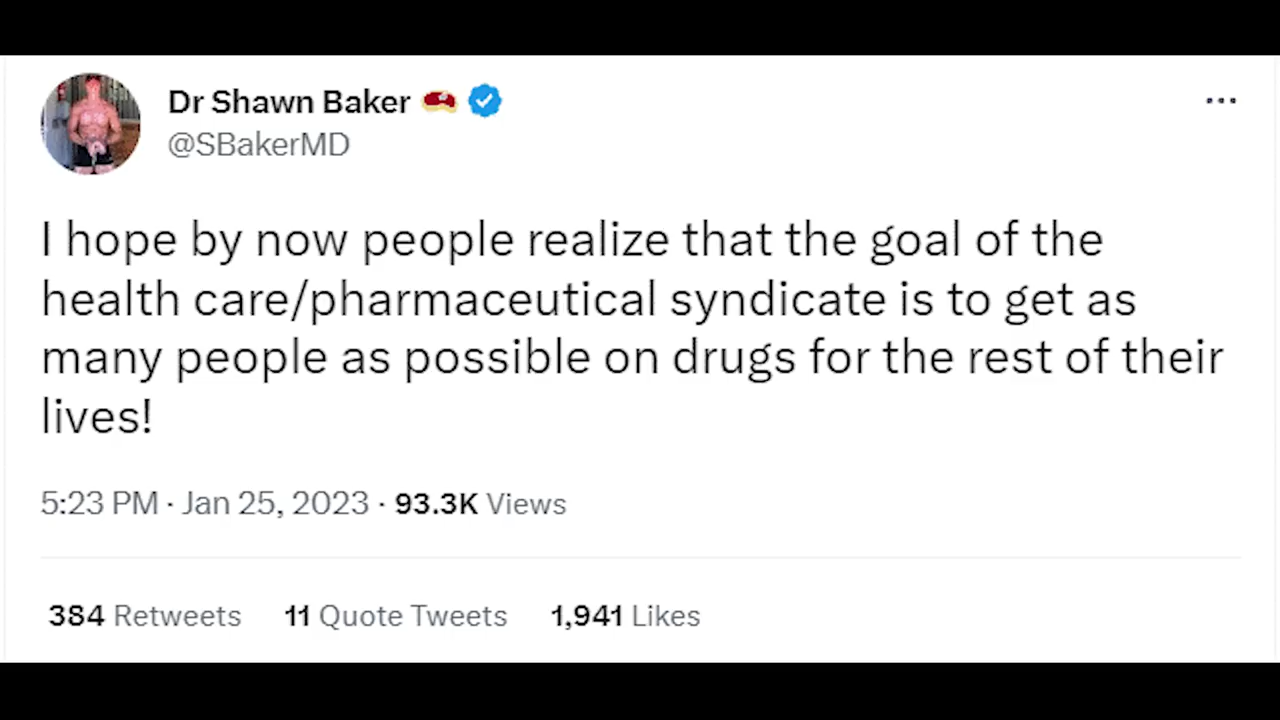 Dr Shawn Baker 🥩
@SBakerMD
I hope by now people realize that the goal of the
health care/pharmaceutical syndicate is to get as
many people as possible on drugs for the rest of their
lives!
5:23 PM · Jan 25, 2023 · 93.3K Views
384 Retweets 11 Quote Tweets 1,941 Likes